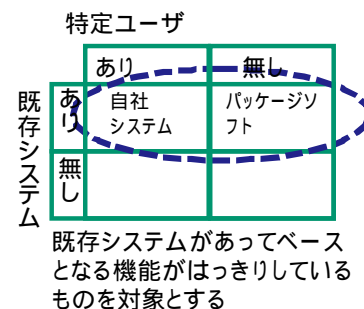 特定ユーザ
あり
無し
既存システム
あり
自社
システム
パッケージソ
フト
無し
既存システムがあってベース
となる機能がはっきりしている
ものを対象とする